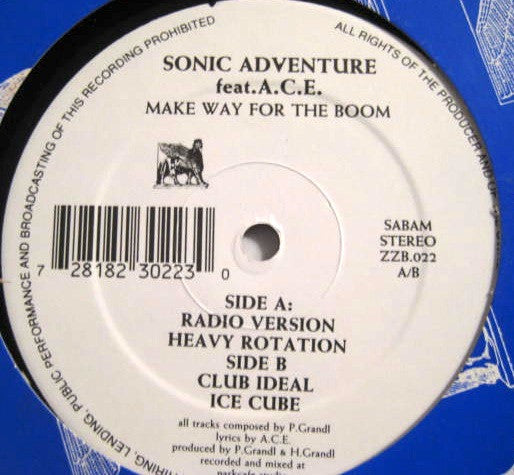 PERFORMANCE AND BROADCASTING OF THIS RECORDING PROHIBITED
ALL RIGHTS OF THE PRODUCER AND OF
SONIC ADVENTURE
feat.A.C.E.
MAKE WAY FOR THE BOOM
SABAM
STEREO
ZZB.022
A/B
7 28182 30223 0
SIDE A:
RADIO VERSION
HEAVY ROTATION
SIDE B
CLUB IDEAL
ICE CUBE
all tracks composed by P.Grandl
lyrics by A.C.E.
produced by P.Grandl & H.Grandl
recorded and mixed at
LENDING, PUBLIC